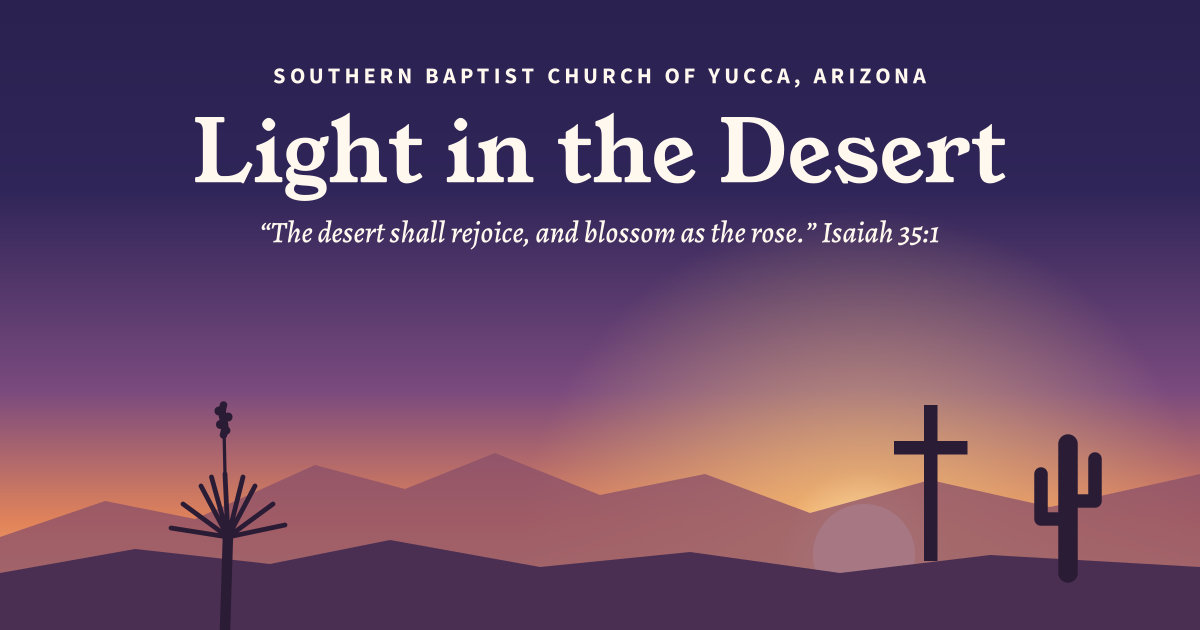 SOUTHERN BAPTIST CHURCH OF YUCCA, ARIZONA
Light in the Desert
“The desert shall rejoice, and blossom as the rose.” Isaiah 35:1